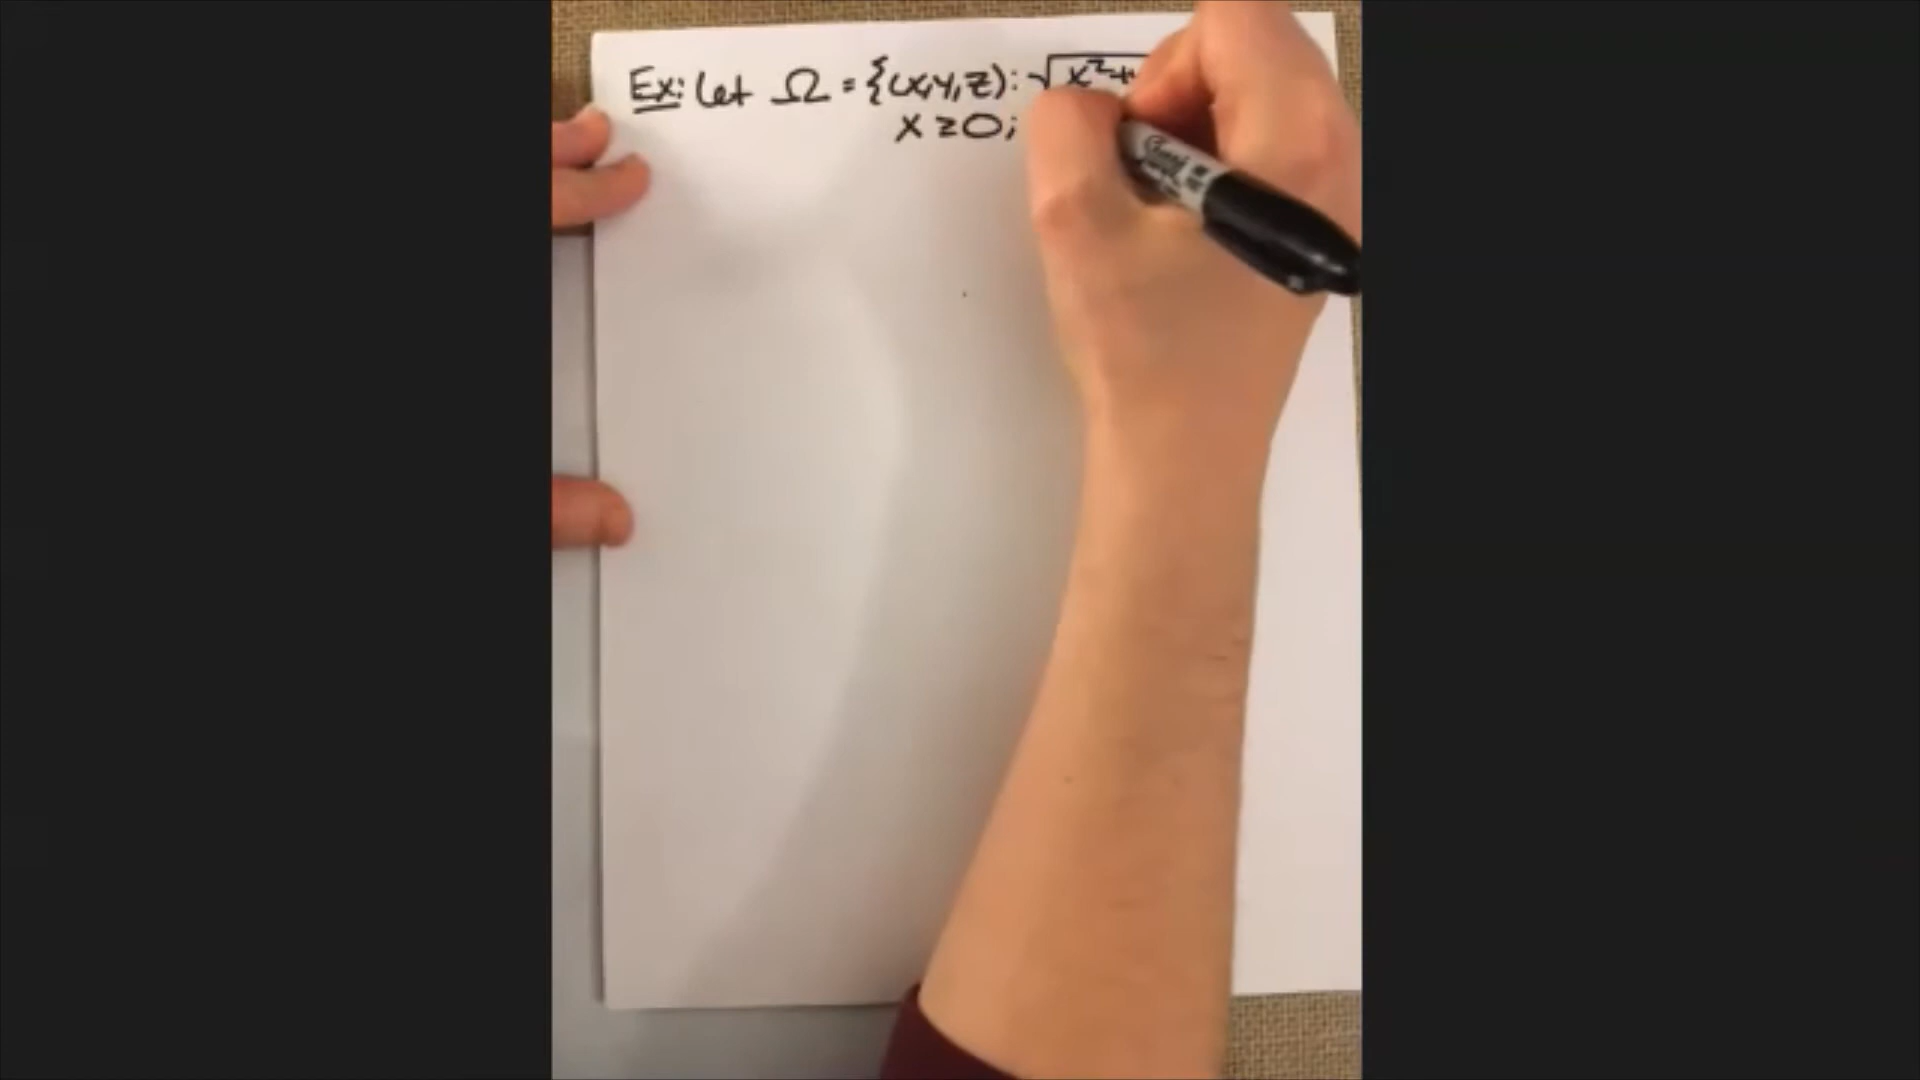 Ex: Let Ω = {(x,y,z): √x²+
x ≥0;